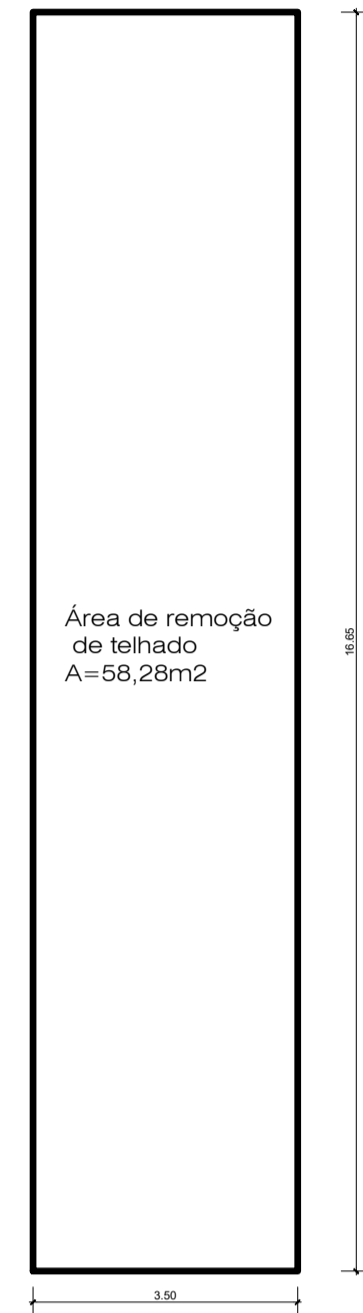 Área de remoção
de telhado
A=58,28m2
16.65
3.50